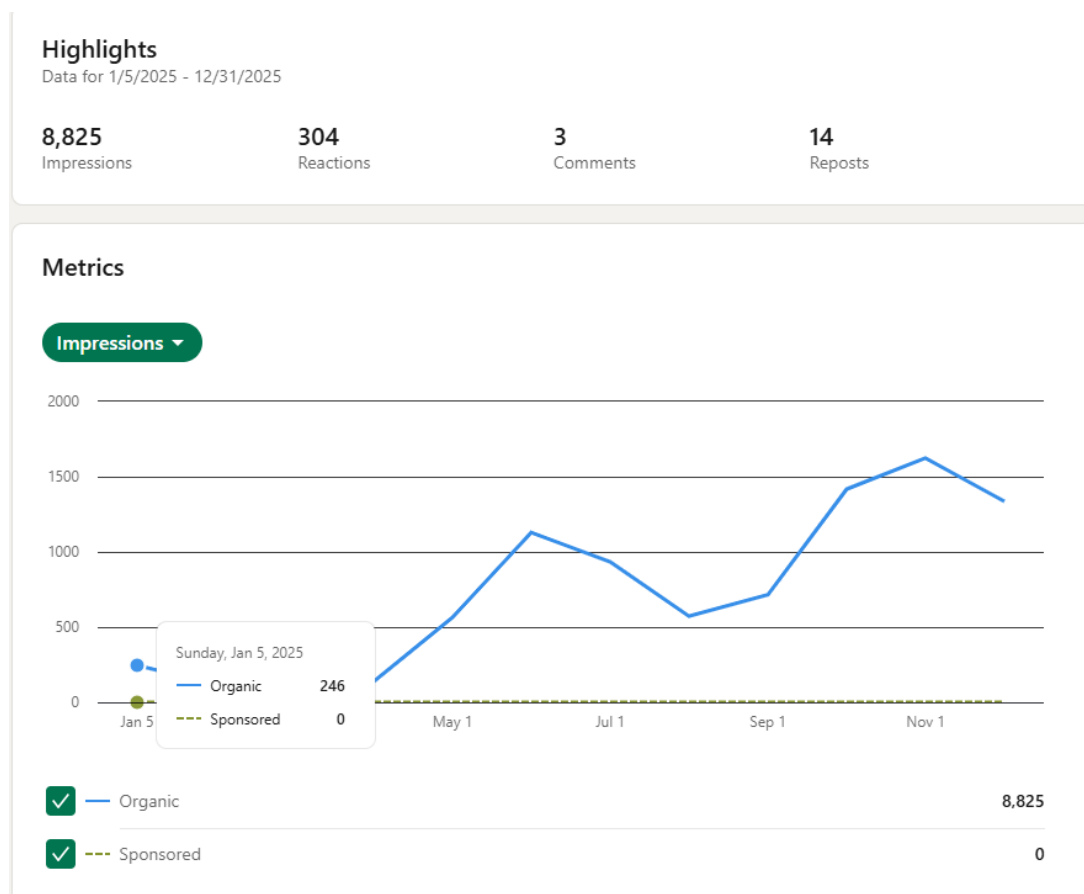 Highlights
Data for 1/5/2025 - 12/31/2025
8,825 304 3 14
Impressions Reactions Comments Reposts
Metrics
Impressions
2000
1500
1000
500
0
Sunday, Jan 5, 2025
Organic 246
Sponsored 0
Jan 5 May 1 Jul 1 Sep 1 Nov 1
Organic 8,825
Sponsored 0